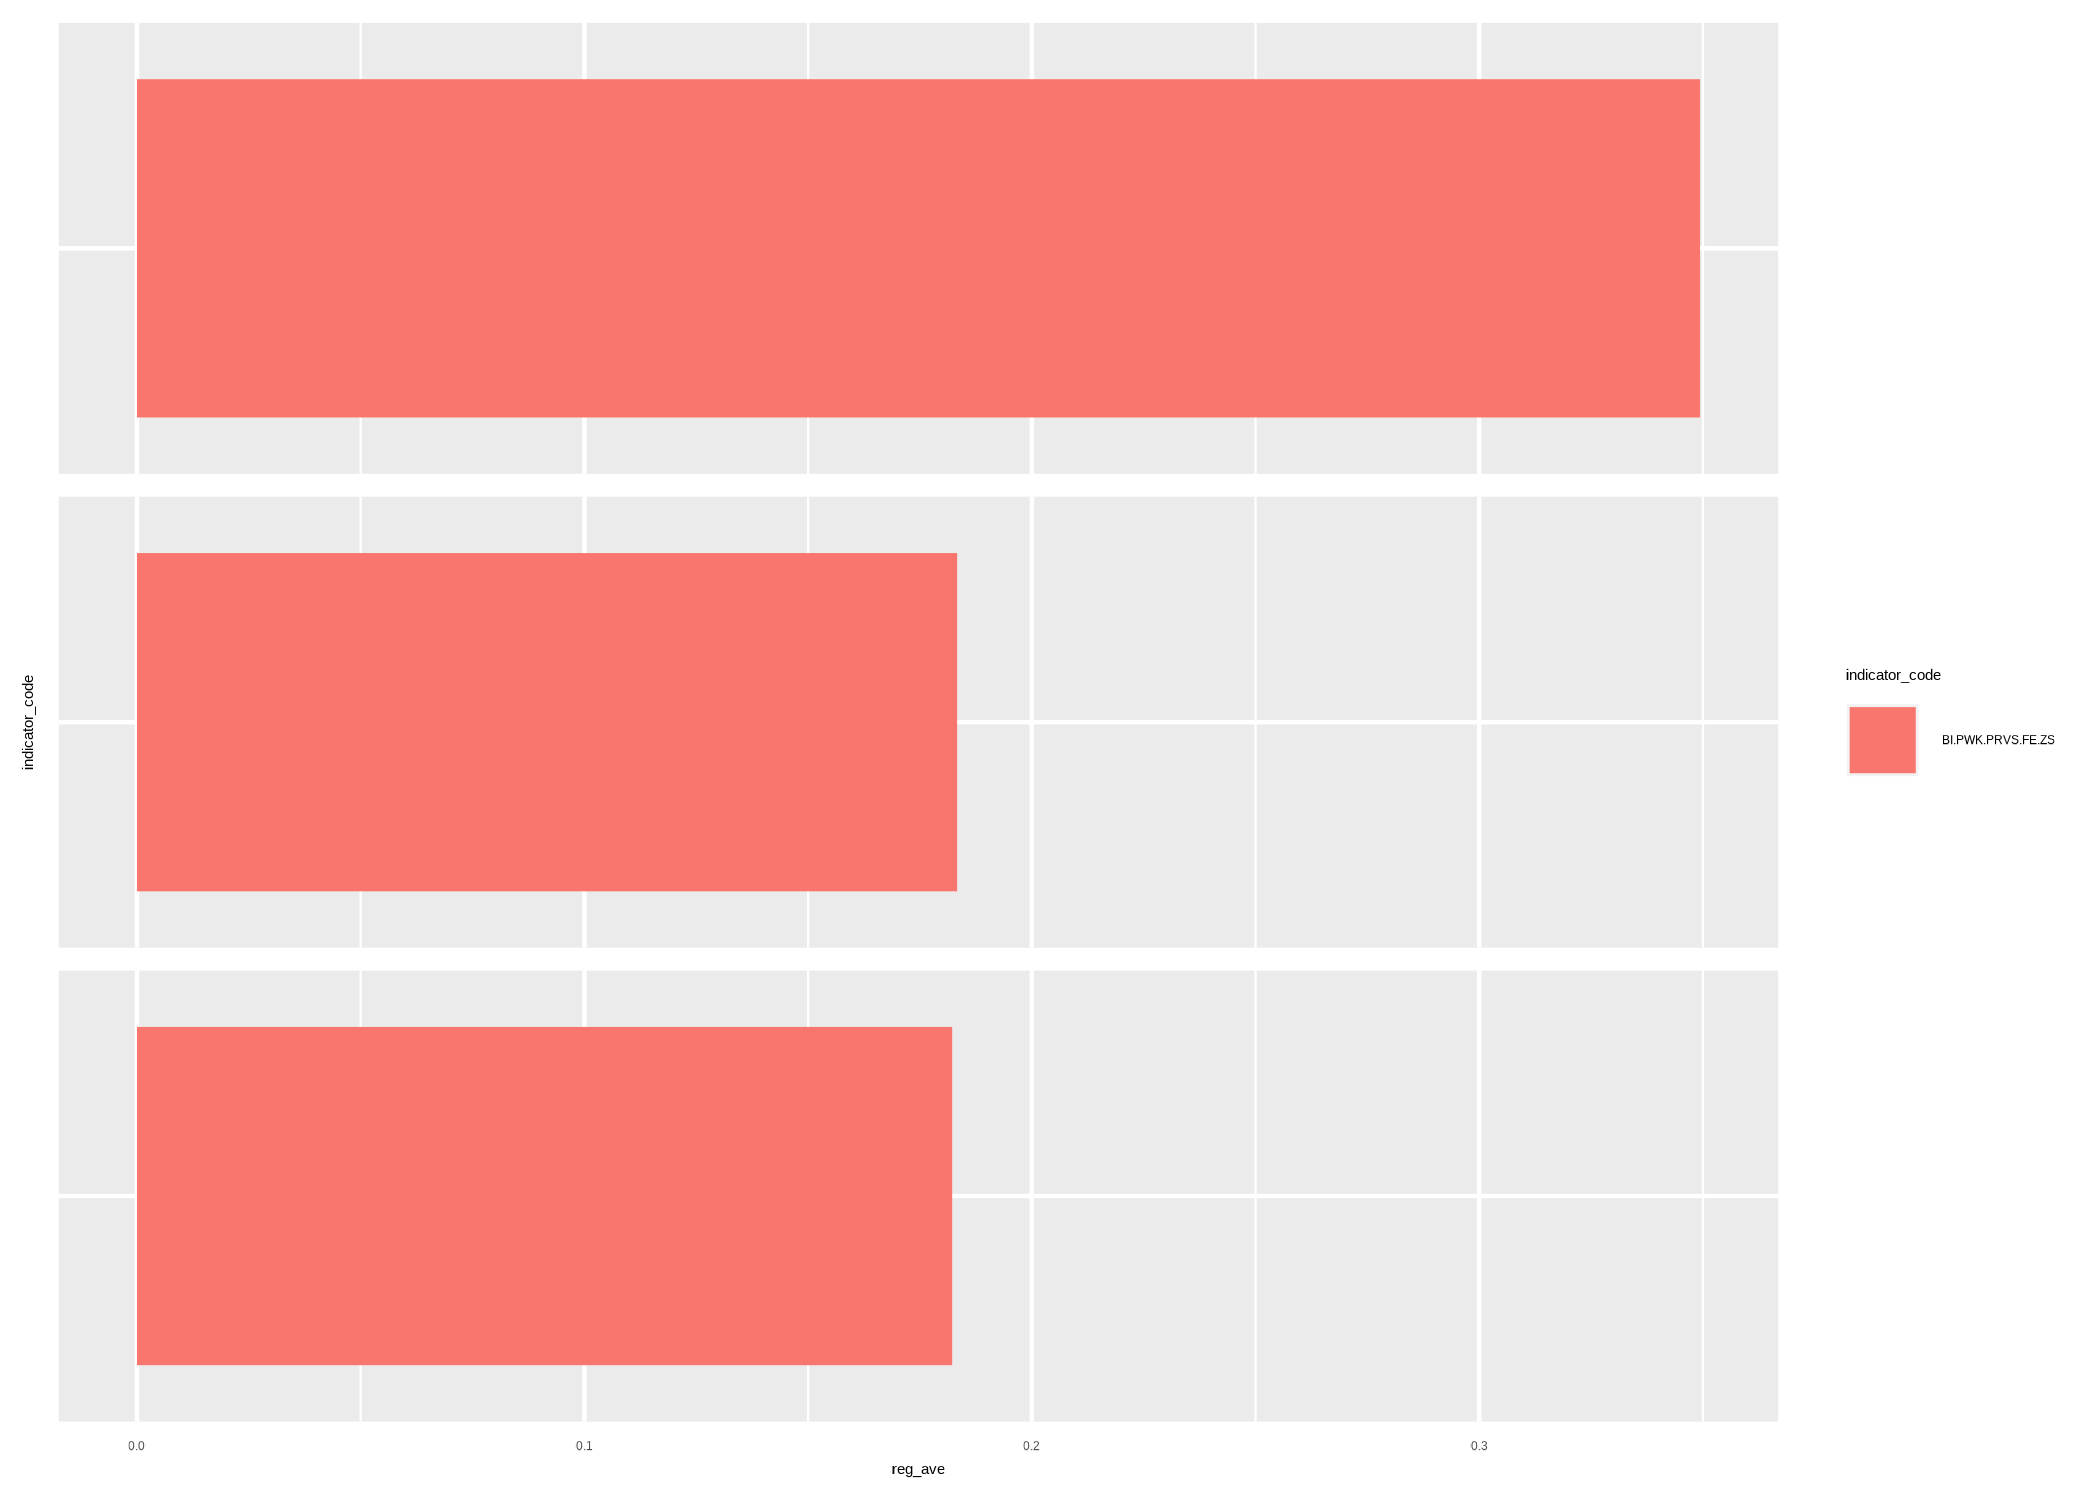 indicator_code
indicator_code
BI.PWK.PRVS.FE.ZS
0.0
0.1
0.2
0.3
reg_ave